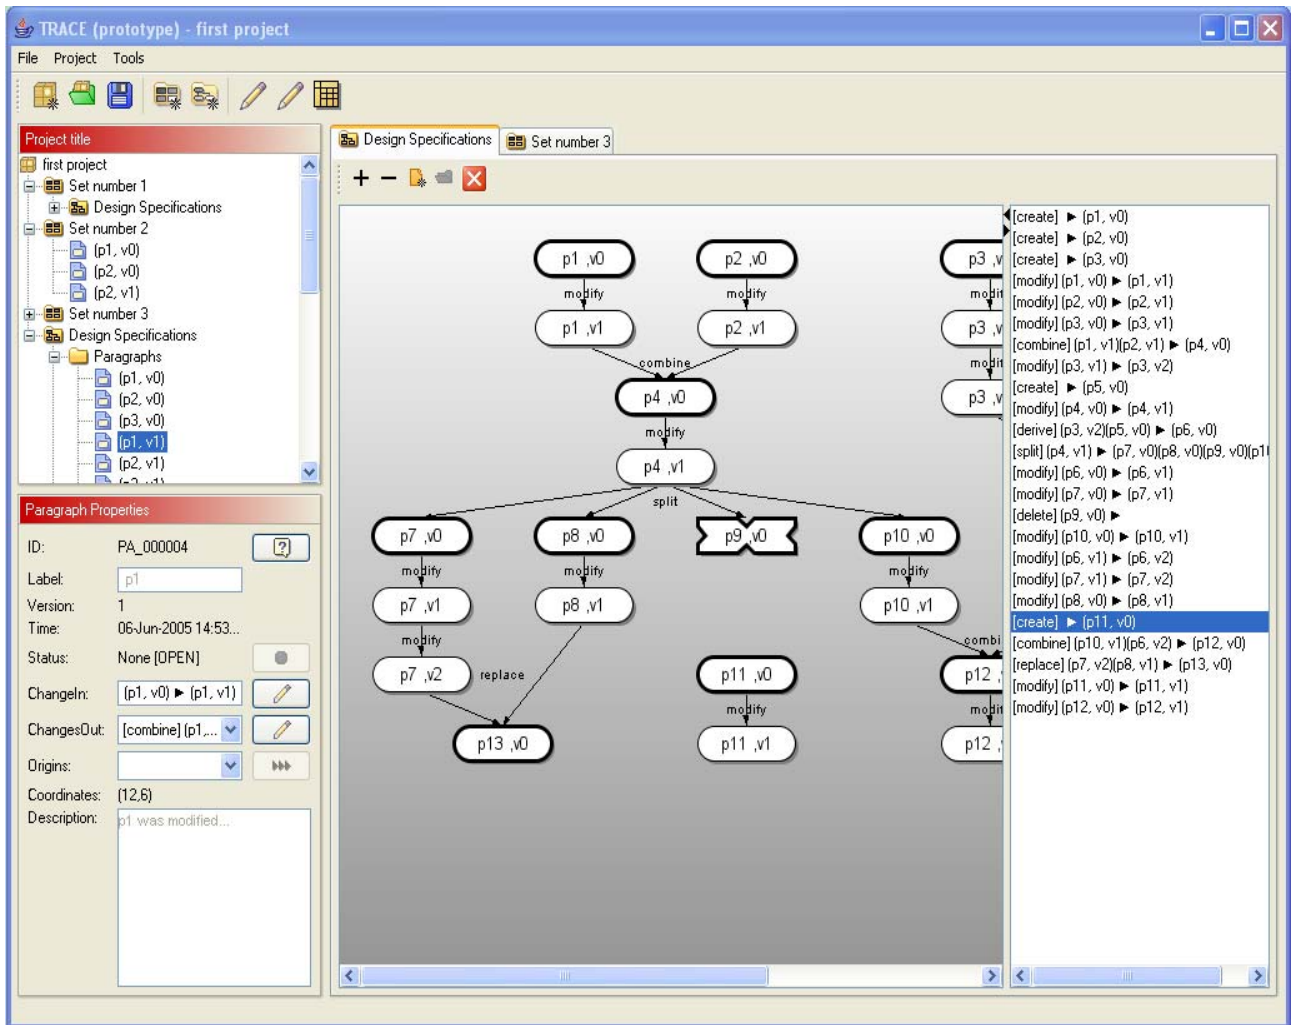 TRACE (prototype) - first project
File Project Tools
Project title
first project
Set number 1
Design Specifications
Set number 2
(p1, v0)
(p2, v0)
(p2, v1)
Set number 3
Design Specifications
Paragraphs
(p1, v0)
(p2, v0)
(p3, v0)
(p1, v1)
(p2, v1)
Paragraph Properties
ID: PA_000004
Label: p1
Version: 1
Time: 06-Jun-2005 14:53...
Status: None [OPEN]
ChangeIn: (p1, v0) ► (p1, v1)
ChangesOut: [combine] (p1,...
Origins:
Coordinates: (12,6)
Description: p1 was modified...
Design Specifications Set number 3
p1 ,v0 p2 ,v0 p3 ,v
modify modify modif
p1 ,v1 p2 ,v1 p3 ,v
combine modif
p4 ,v0 p3 ,v
modify
p4 ,v1
split
p7 ,v0 p8 ,v0 p9 ,v0 p10 ,v0
modify modify modify
p7 ,v1 p8 ,v1 p10 ,v1
modify combi
p7 ,v2 replace p11 ,v0 p12 ,
modify modif
p13 ,v0 p11 ,v1 p12 ,
[create] ► (p1, v0)
[create] ► (p2, v0)
[create] ► (p3, v0)
[modify] (p1, v0) ► (p1, v1)
[modify] (p2, v0) ► (p2, v1)
[modify] (p3, v0) ► (p3, v1)
[combine] (p1, v1)(p2, v1) ► (p4, v0)
[modify] (p3, v1) ► (p3, v2)
[create] ► (p5, v0)
[modify] (p4, v0) ► (p4, v1)
[derive] (p3, v2)(p5, v0) ► (p6, v0)
[split] (p4, v1) ► (p7, v0)(p8, v0)(p9, v0)(p10
[modify] (p6, v0) ► (p6, v1)
[modify] (p7, v0) ► (p7, v1)
[delete] (p9, v0) ►
[modify] (p10, v0) ► (p10, v1)
[modify] (p6, v1) ► (p6, v2)
[modify] (p7, v1) ► (p7, v2)
[modify] (p8, v0) ► (p8, v1)
[create] ► (p11, v0)
[combine] (p10, v1)(p6, v2) ► (p12, v0)
[replace] (p7, v2)(p8, v1) ► (p13, v0)
[modify] (p11, v0) ► (p11, v1)
[modify] (p12, v0) ► (p12, v1)